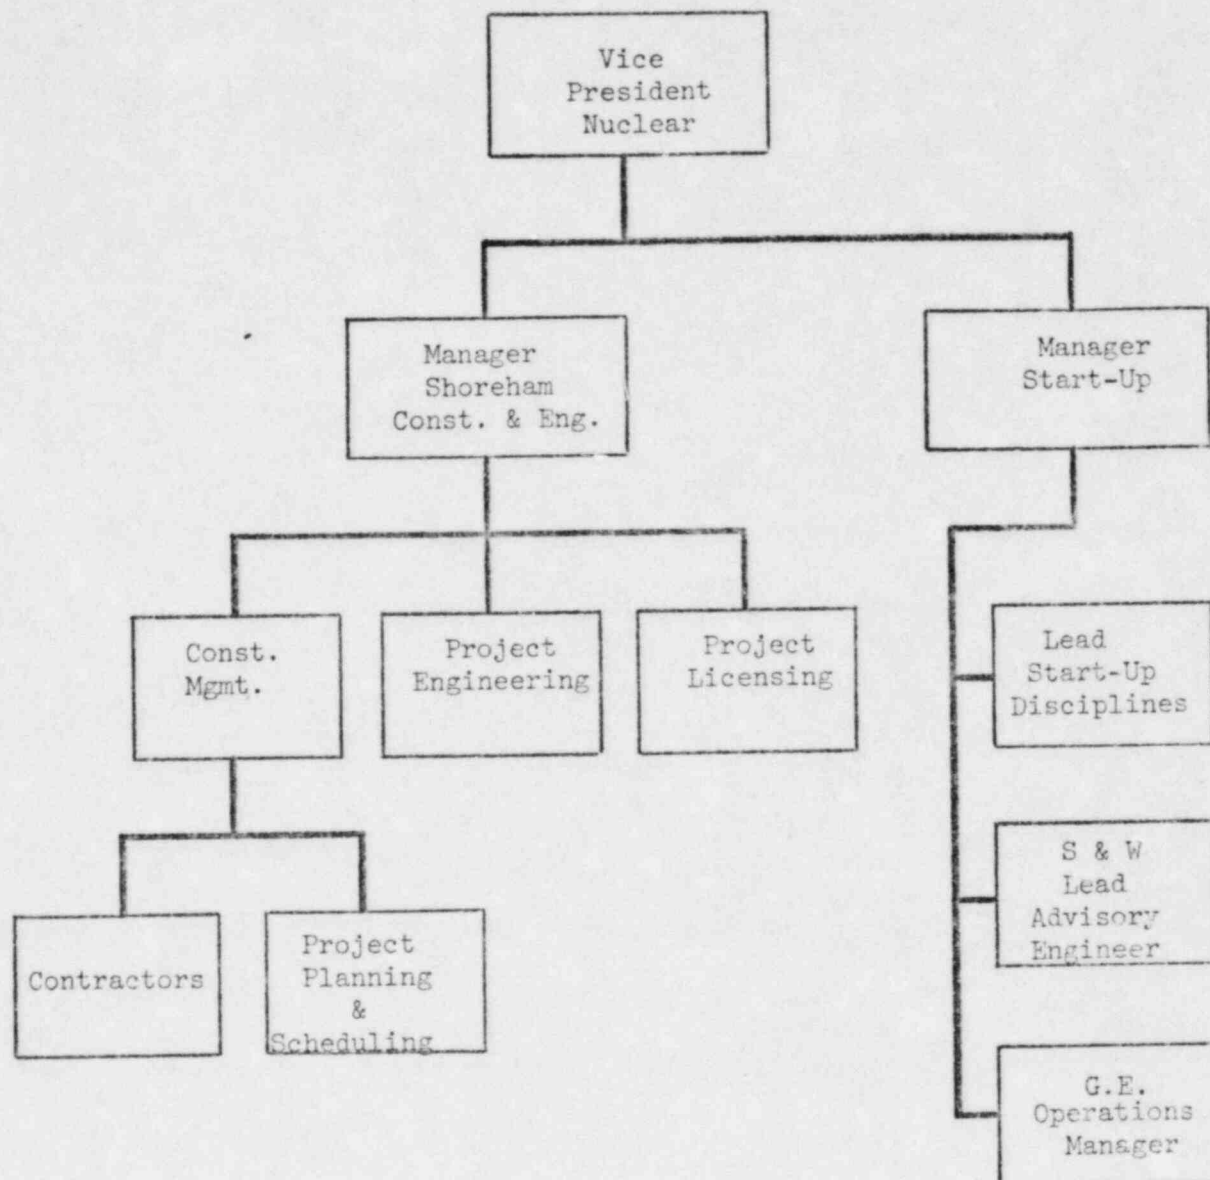 Vice
President
Nuclear
Manager
Shoreham
Const. & Eng.
Manager
Start-Up
Const.
Mgmt.
Project
Engineering
Project
Licensing
Lead
Start-Up
Disciplines
S & W
Lead
Advisory
Engineer
Contractors
Project
Planning
&
Scheduling
G.E.
Operations
Manager